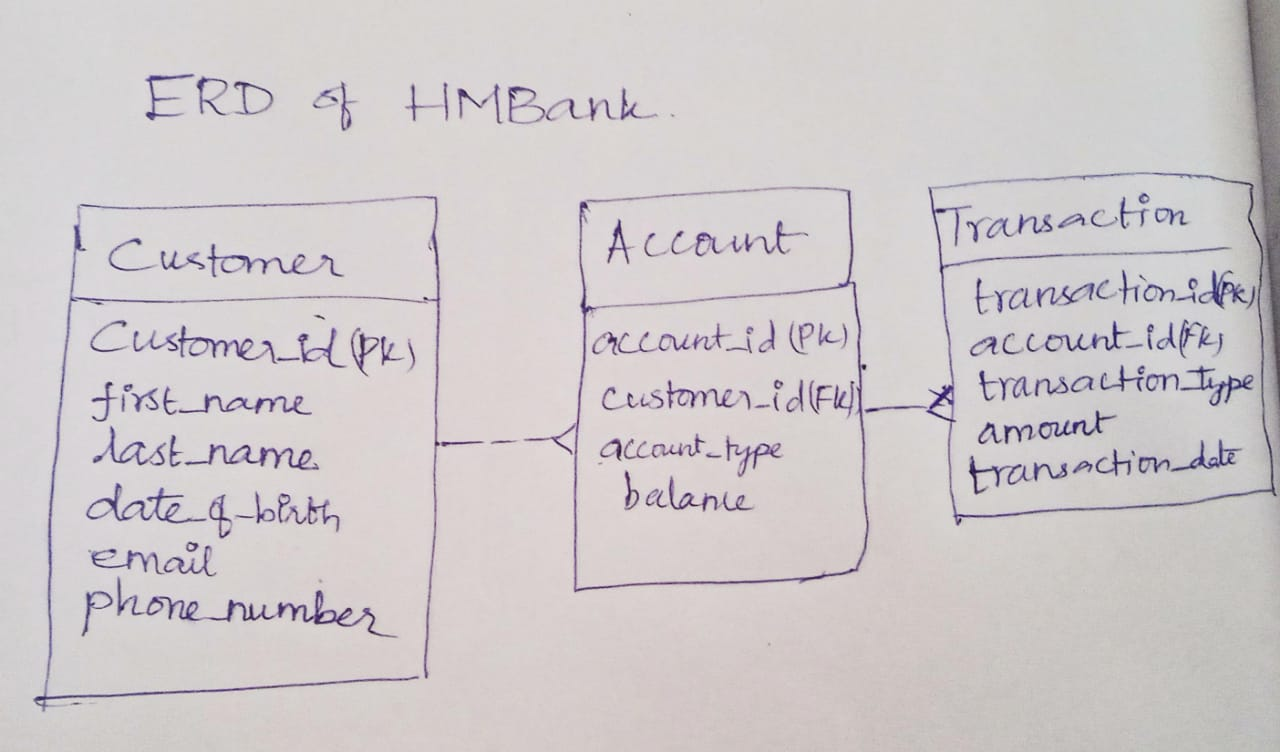 ERD of HMBank.
Customer
Customer_id (PK)
first_name
last_name
date_of_birth
email
phone_number
Account
account_id (PK)
customer_id (FK)
account_type
balance
Transaction
transaction_id (PK)
account_id (FK)
transaction_type
amount
transaction_date